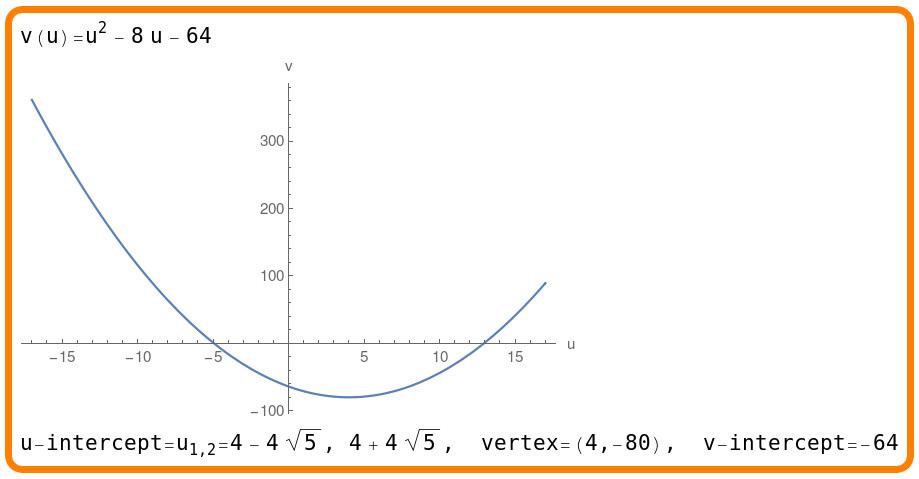 v(u)=u² − 8 u − 64
v
300
200
100
−15 −10 −5 5 10 15 u
−100
u−intercept=u₁,₂=4 − 4 √5, 4 + 4 √5, vertex=(4,−80), v−intercept=−64